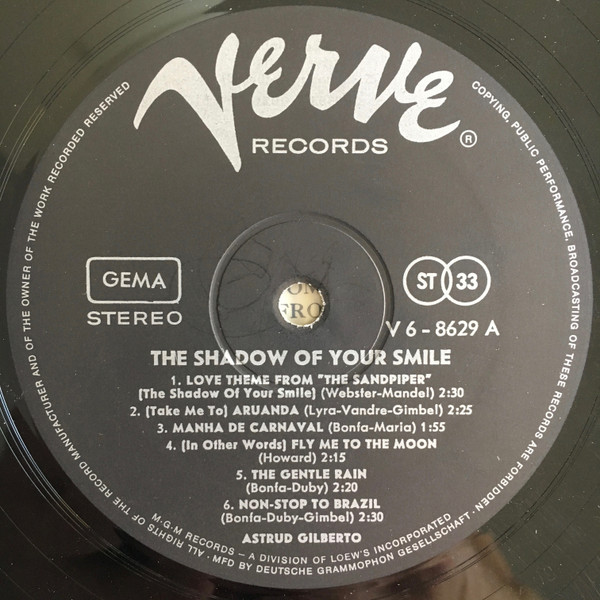 verve
RECORDS
®
GEMA
STEREO
ST 33
V 6 - 8629 A
THE SHADOW OF YOUR SMILE
1. LOVE THEME FROM "THE SANDPIPER"
(The Shadow Of Your Smile) (Webster-Mandel) 2:30
2. (Take Me To) ARUANDA (Lyra-Vandre-Gimbel) 2:25
3. MANHA DE CARNAVAL (Bonfa-Maria) 1:55
4. (In Other Words) FLY ME TO THE MOON
(Howard) 2:15
5. THE GENTLE RAIN
(Bonfa-Duby) 2:20
6. NON-STOP TO BRAZIL
(Bonfa-Duby-Gimbel) 2:30
ASTRUD GILBERTO
M·G·M RECORDS – A DIVISION OF LOEW'S INCORPORATED
· ALL RIGHTS OF THE RECORD MANUFACTURER AND OF THE OWNER OF THE WORK RECORDED RESERVED
COPYING, PUBLIC PERFORMANCE, BROADCASTING OF THESE RECORDS ARE FORBIDDEN
· MFD BY DEUTSCHE GRAMMOPHON GESELLSCHAFT ·